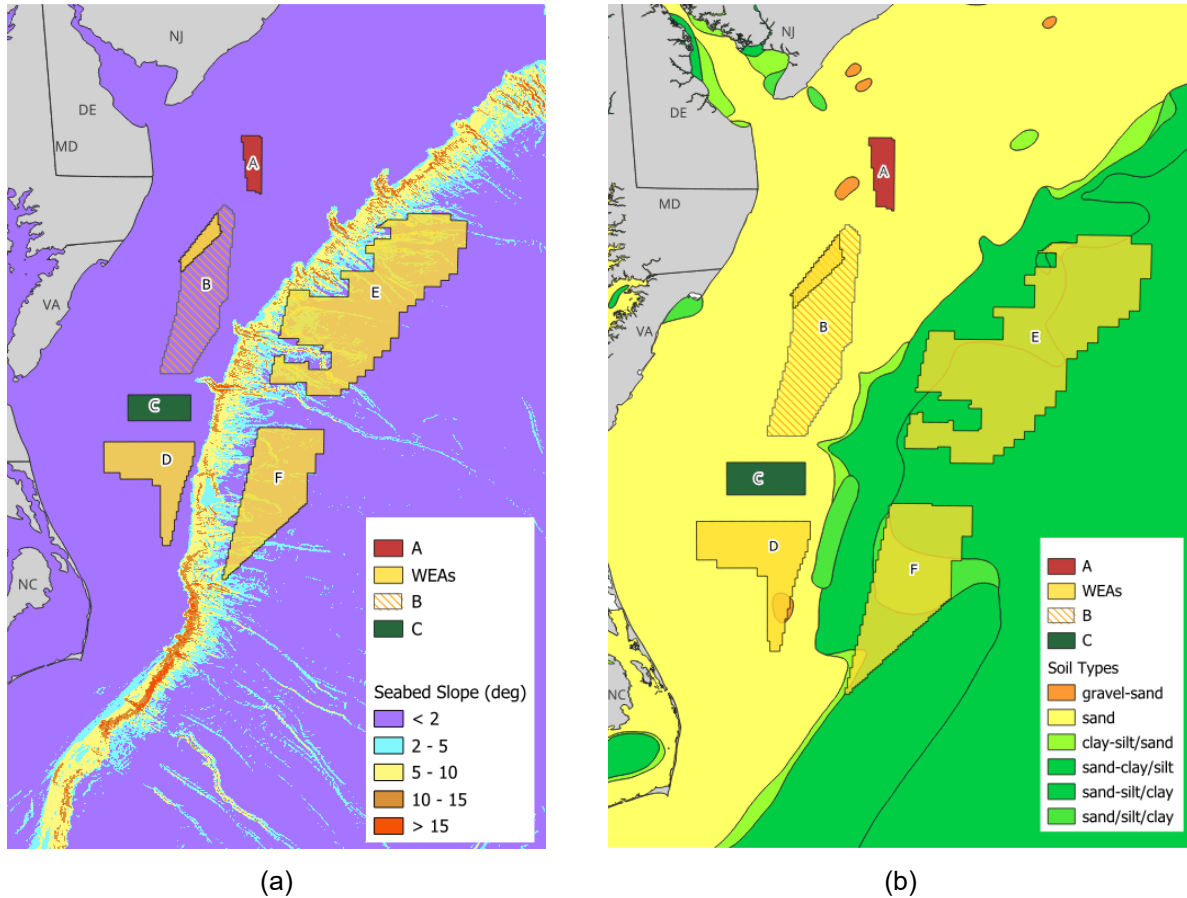 NJ
DE
MD
A
B
VA
E
C
D
F
NC
A
WEAs
B
C
Seabed Slope (deg)
< 2
2 - 5
5 - 10
10 - 15
> 15
(a)
NJ
DE
A
MD
B
VA
E
C
D
F
NC
A
WEAs
B
C
Soil Types
gravel-sand
sand
clay-silt/sand
sand-clay/silt
sand-silt/clay
sand/silt/clay
(b)